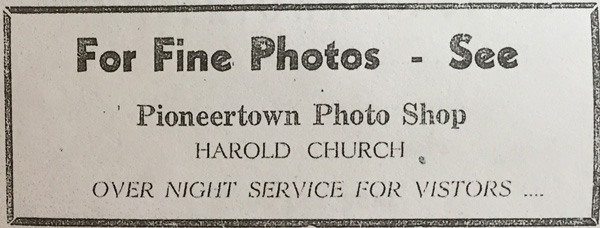 For Fine Photos - See
Pioneertown Photo Shop
HAROLD CHURCH
OVER NIGHT SERVICE FOR VISTORS ....